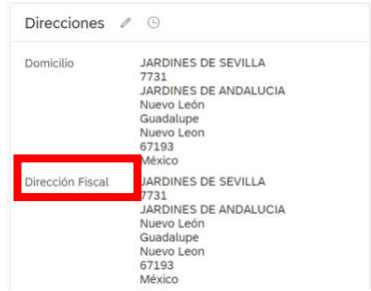 Direcciones
Domicilio JARDINES DE SEVILLA
7731
JARDINES DE ANDALUCIA
Nuevo León
Guadalupe
Nuevo Leon
67193
México
Dirección Fiscal JARDINES DE SEVILLA
7731
JARDINES DE ANDALUCIA
Nuevo León
Guadalupe
Nuevo Leon
67193
México